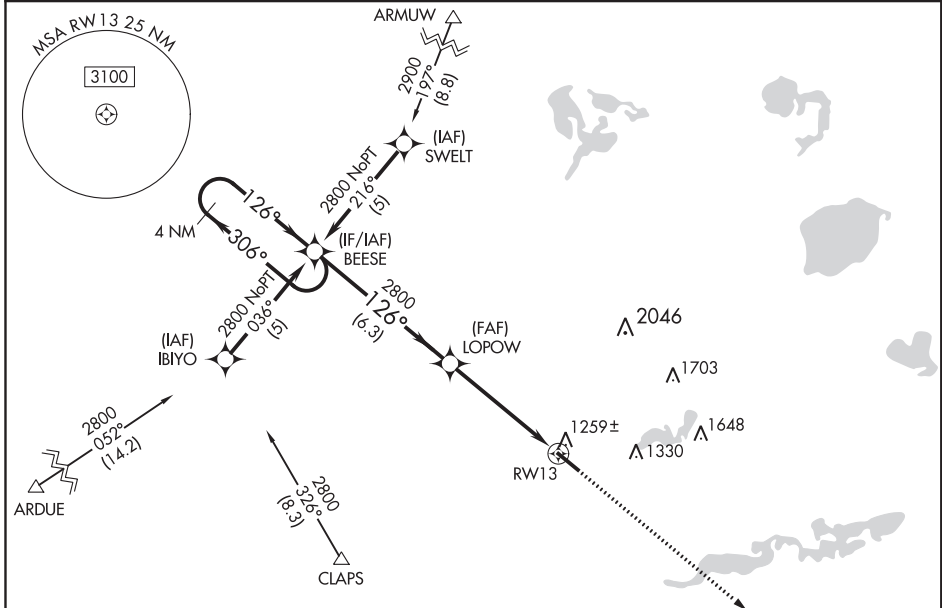 MSA RW13 25 NM
3100
ARMUW
2900
197°
(8.8)
(IAF)
SWELT
2800 NoPT
216°
(5)
126°
4 NM
306°
(IF/IAF)
BEESE
2800 NoPT
036°
(5)
(IAF)
IBIYO
2800
126°
(6.3)
(FAF)
LOPOW
2046
1703
1259±
1648
1330
RW13
2800
052°
(14.2)
ARDUE
2800
326°
(8.3)
CLAPS